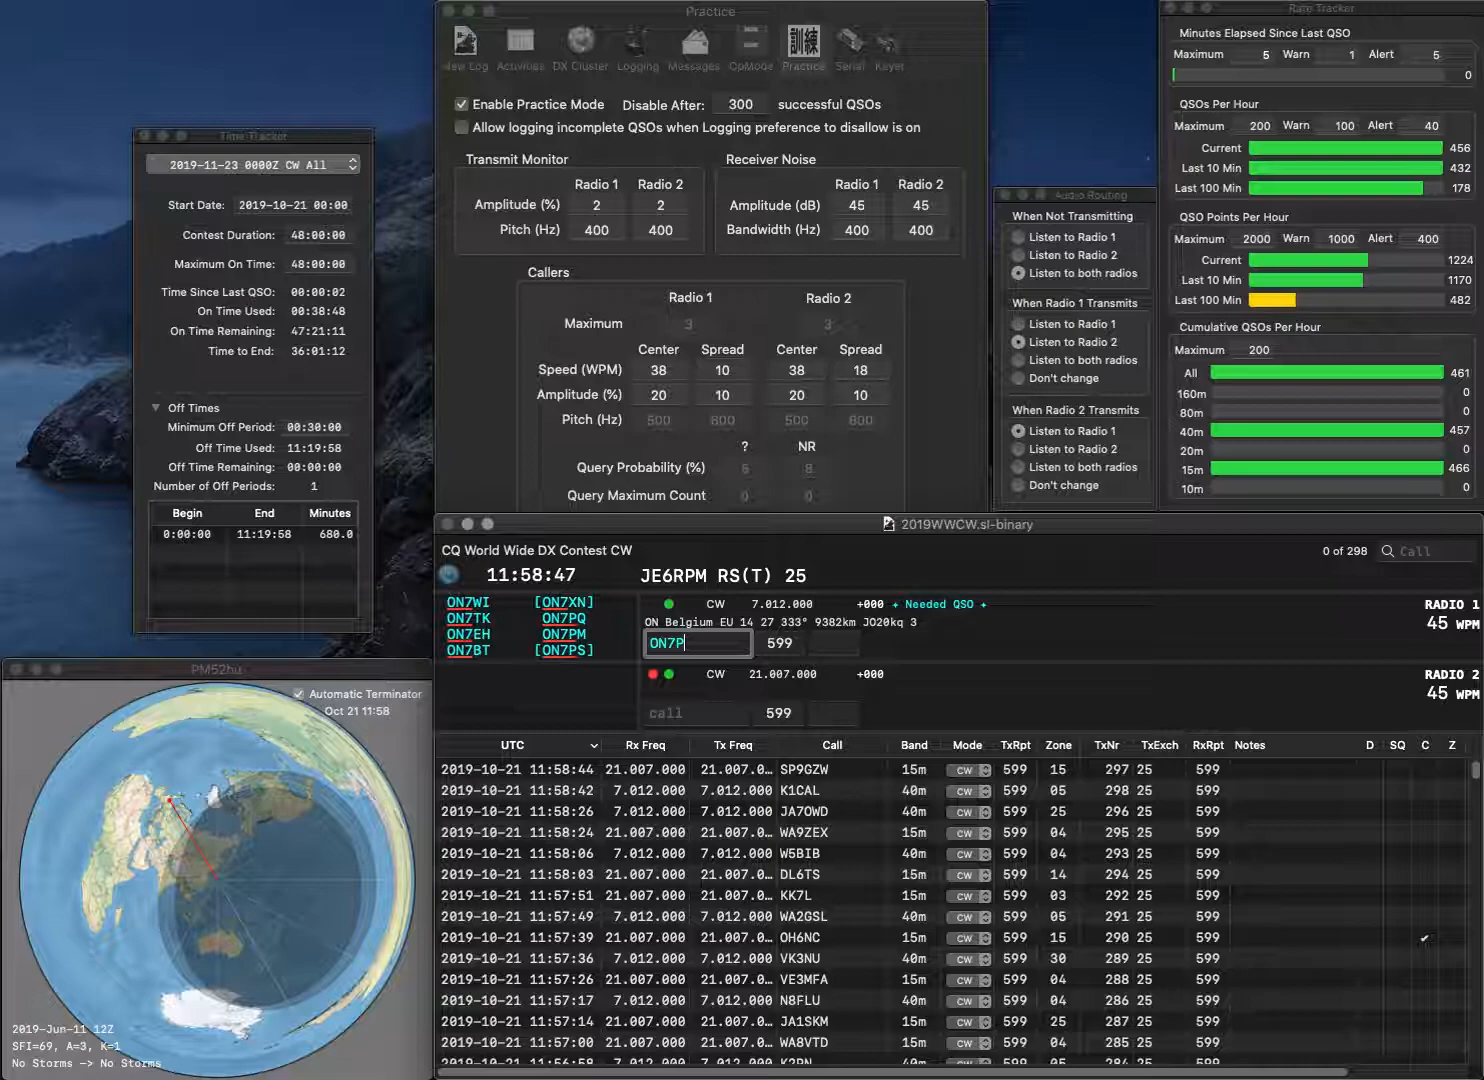 Time Tracker
2019-11-23 0000Z CW All
Start Date: 2019-10-21 00:00
Contest Duration: 48:00:00
Maximum On Time: 48:00:00
Time Since Last QSO: 00:00:02
On Time Used: 00:38:48
On Time Remaining: 47:21:11
Time to End: 36:01:12
Off Times
Minimum Off Period: 00:30:00
Off Time Used: 11:19:58
Off Time Remaining: 00:00:00
Number of Off Periods: 1
Begin End Minutes
0:00:00 11:19:58 680.0
Practice
New Log Activities DX Cluster Logging Messages OpMode Practice Serial Keyer
訓練
Enable Practice Mode Disable After: 300 successful QSOs
Allow logging incomplete QSOs when Logging preference to disallow is on
Transmit Monitor
Radio 1 Radio 2
Amplitude (%) 2 2
Pitch (Hz) 400 400
Receiver Noise
Radio 1 Radio 2
Amplitude (dB) 45 45
Bandwidth (Hz) 400 400
Callers
Radio 1 Radio 2
Maximum 3 3
Center Spread Center Spread
Speed (WPM) 38 10 38 18
Amplitude (%) 20 10 20 10
Pitch (Hz) 500 800 500 800
? NR
Query Probability (%) 8
Query Maximum Count 0 0
Audio Routing
When Not Transmitting
Listen to Radio 1
Listen to Radio 2
Listen to both radios
When Radio 1 Transmits
Listen to Radio 1
Listen to Radio 2
Listen to both radios
Don't change
When Radio 2 Transmits
Listen to Radio 1
Listen to Radio 2
Listen to both radios
Don't change
Rate Tracker
Minutes Elapsed Since Last QSO
Maximum 5 Warn 1 Alert 5
0
QSOs Per Hour
Maximum 200 Warn 100 Alert 40
Current 456
Last 10 Min 432
Last 100 Min 178
QSO Points Per Hour
Maximum 2000 Warn 1000 Alert 400
Current 1224
Last 10 Min 1170
Last 100 Min 482
Cumulative QSOs Per Hour
Maximum 200
All 461
160m 0
80m 0
40m 457
20m 0
15m 466
10m 0
PM52hu
Automatic Terminator
Oct 21 11:58
2019-Jun-11 12Z
SFI=69, A=3, K=1
No Storms -> No Storms
2019WWCW.sl-binary
CQ World Wide DX Contest CW 0 of 298 Call
11:58:47 JE6RPM RS(T) 25
ON7WI [ON7XN]
ON7TK ON7PQ
ON7EH ON7PM
ON7BT [ON7PS]
CW 7.012.000 +000 Needed QSO RADIO 1
ON Belgium EU 14 27 333° 9382km JO20kq 3 45 WPM
ON7P 599
CW 21.007.000 +000 RADIO 2
45 WPM
call 599
UTC Rx Freq Tx Freq Call Band Mode TxRpt Zone TxNr TxExch RxRpt Notes D SQ C Z
2019-10-21 11:58:44 21.007.000 21.007.0… SP9GZW 15m CW 599 15 297 25 599
2019-10-21 11:58:42 7.012.000 7.012.000 K1CAL 40m CW 599 05 298 25 599
2019-10-21 11:58:26 7.012.000 7.012.000 JA7OWD 40m CW 599 25 296 25 599
2019-10-21 11:58:24 21.007.000 21.007.0… WA9ZEX 15m CW 599 04 295 25 599
2019-10-21 11:58:06 7.012.000 7.012.000 W5BIB 40m CW 599 04 293 25 599
2019-10-21 11:58:03 21.007.000 21.007.0… DL6TS 15m CW 599 14 294 25 599
2019-10-21 11:57:51 21.007.000 21.007.0… KK7L 15m CW 599 03 292 25 599
2019-10-21 11:57:49 7.012.000 7.012.000 WA2GSL 40m CW 599 05 291 25 599
2019-10-21 11:57:39 21.007.000 21.007.0… OH6NC 15m CW 599 15 290 25 599 ✔
2019-10-21 11:57:36 7.012.000 7.012.000 VK3NU 40m CW 599 30 289 25 599
2019-10-21 11:57:26 21.007.000 21.007.0… VE3MFA 15m CW 599 04 288 25 599
2019-10-21 11:57:17 7.012.000 7.012.000 N8FLU 40m CW 599 04 286 25 599
2019-10-21 11:57:14 21.007.000 21.007.0… JA1SKM 15m CW 599 25 287 25 599
2019-10-21 11:57:00 21.007.000 21.007.0… WA8VTD 15m CW 599 04 285 25 599
2019-10-21 11:56:58 7.012.000 7.012.000 40m CW 599 05 284 25 599